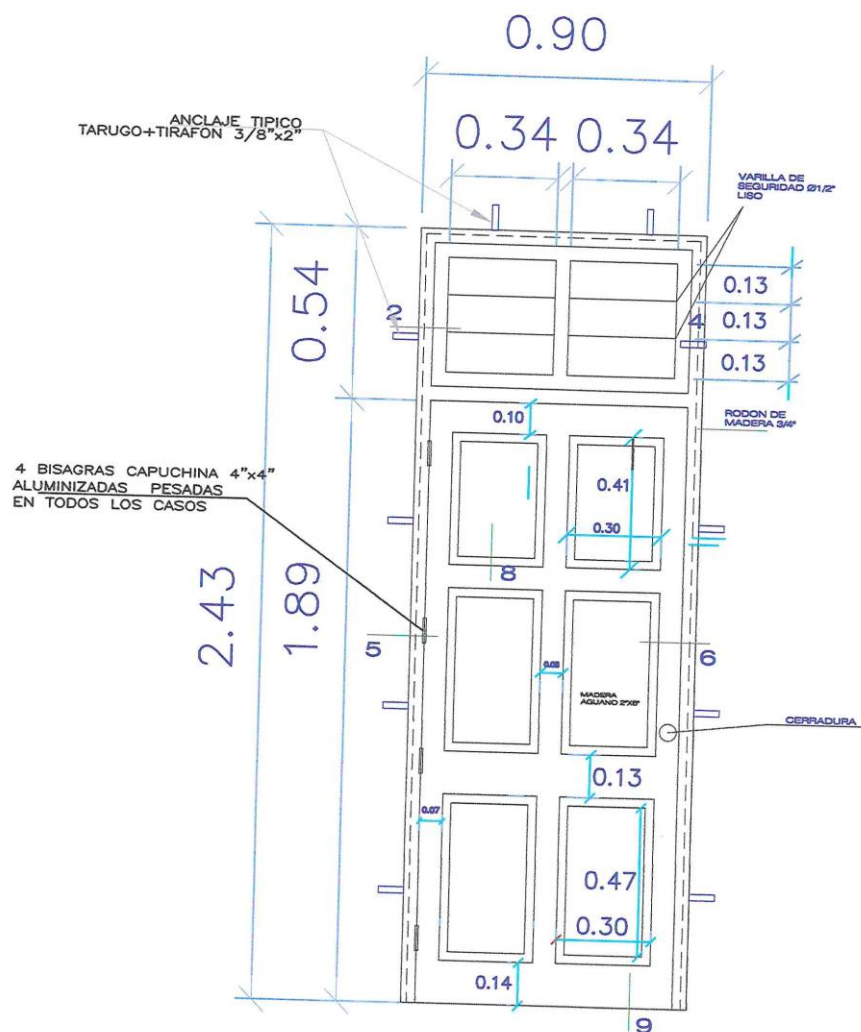 0.90
ANCLAJE TIPICO
TARUGO+TIRAFON 3/8"x2"
0.34
0.34
VARILLA DE
SEGURIDAD Ø1/2"
LISO
0.54
2
4
0.13
0.13
0.13
0.10
RODON DE
MADERA 3/4"
4 BISAGRAS CAPUCHINA 4"x4"
ALUMINIZADAS PESADAS
EN TODOS LOS CASOS
0.41
0.30
8
2.43
1.89
5
6
MADERA
AGUANO 2"X6"
CERRADURA
0.13
0.07
0.47
0.30
0.14
9